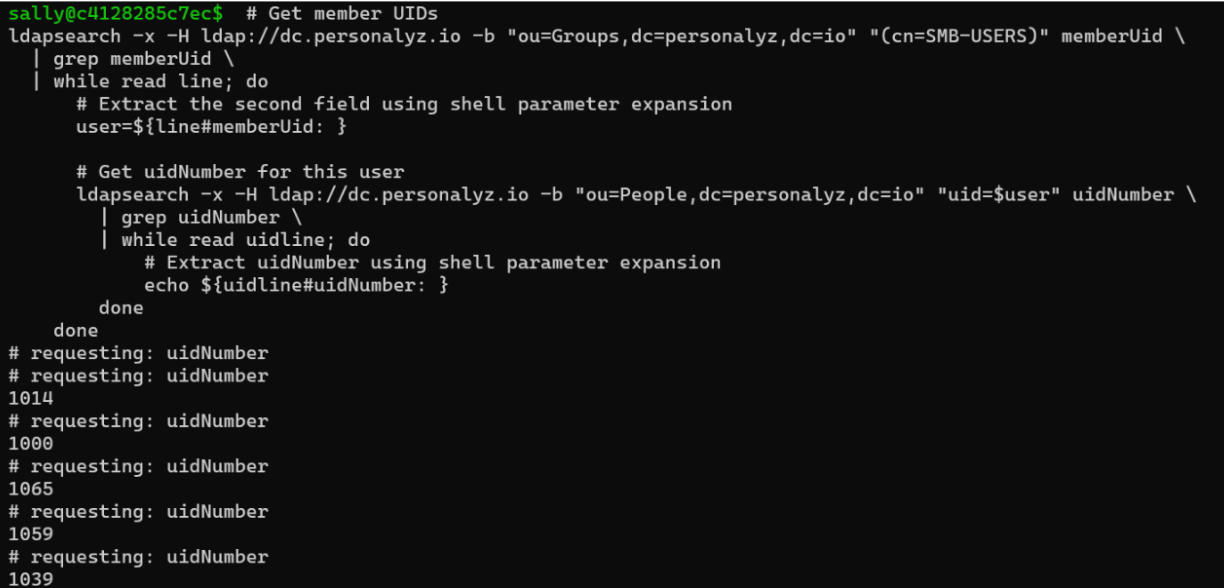 sally@c4128285c7ec$  # Get member UIDs
ldapsearch -x -H ldap://dc.personalyz.io -b "ou=Groups,dc=personalyz,dc=io" "(cn=SMB-USERS)" memberUid \
  | grep memberUid \
  | while read line; do
      # Extract the second field using shell parameter expansion
      user=${line#memberUid: }

      # Get uidNumber for this user
      ldapsearch -x -H ldap://dc.personalyz.io -b "ou=People,dc=personalyz,dc=io" "uid=$user" uidNumber \
        | grep uidNumber \
        | while read uidline; do
            # Extract uidNumber using shell parameter expansion
            echo ${uidline#uidNumber: }
        done
    done
# requesting: uidNumber
# requesting: uidNumber
1014
# requesting: uidNumber
1000
# requesting: uidNumber
1065
# requesting: uidNumber
1059
# requesting: uidNumber
1039